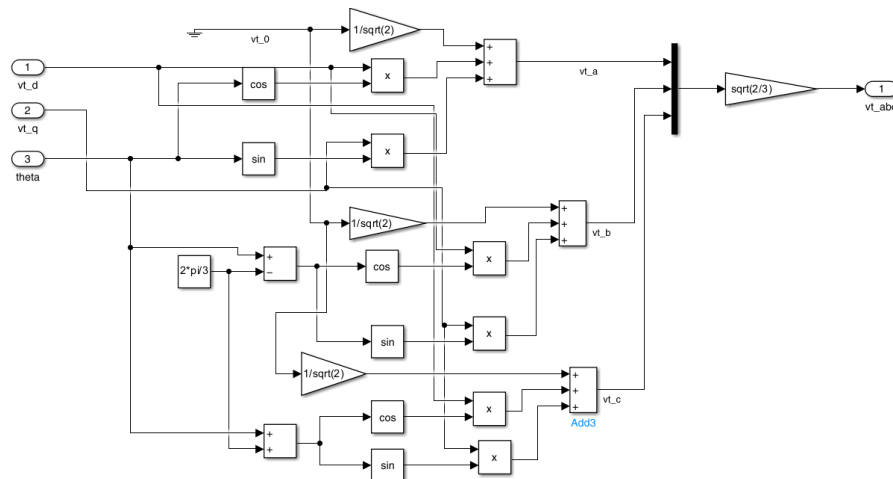 1/sqrt(2)
vt_0
+
+
+
vt_a
1
vt_d
cos
x
sqrt(2/3)
1
vt_abc
2
vt_q
3
theta
sin
x
1/sqrt(2)
+
+
+
vt_b
2*pi/3
+
−
cos
x
sin
x
1/sqrt(2)
+
+
+
vt_c
Add3
cos
x
+
+
sin
x